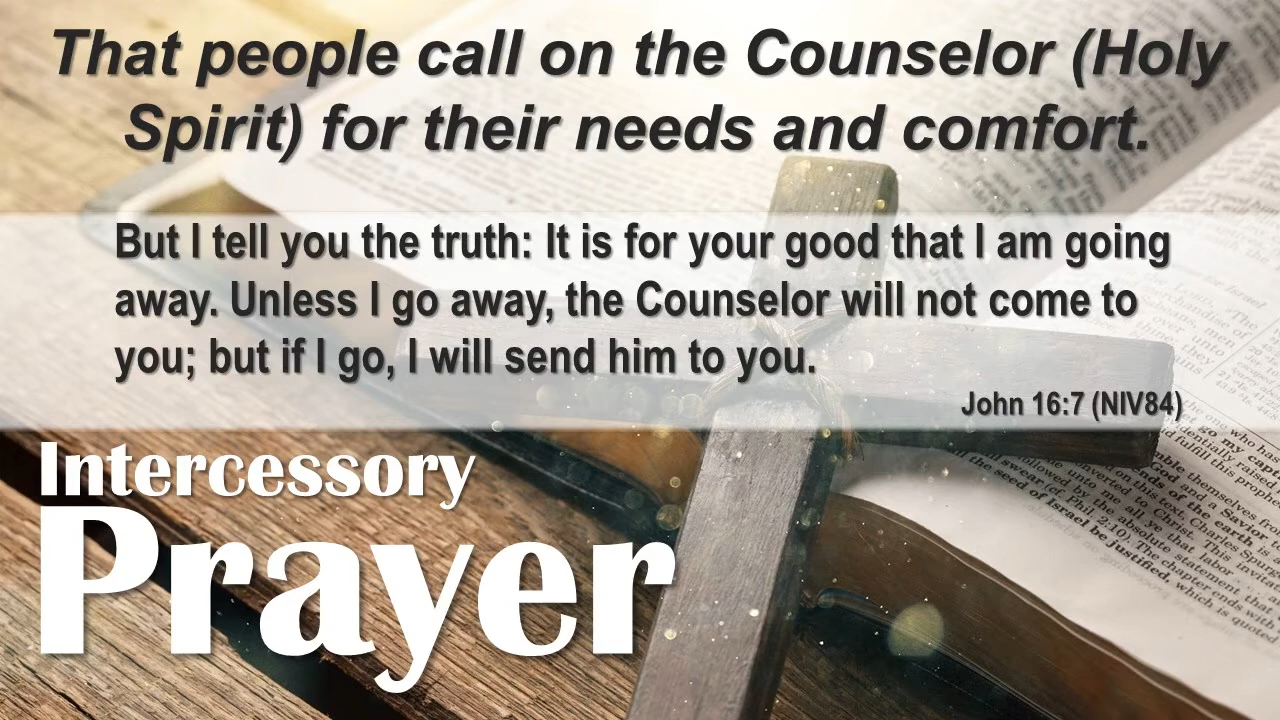 That people call on the Counselor (Holy
Spirit) for their needs and comfort.
But I tell you the truth: It is for your good that I am going
away. Unless I go away, the Counselor will not come to
you; but if I go, I will send him to you.
John 16:7 (NIV84)
Intercessory
Prayer